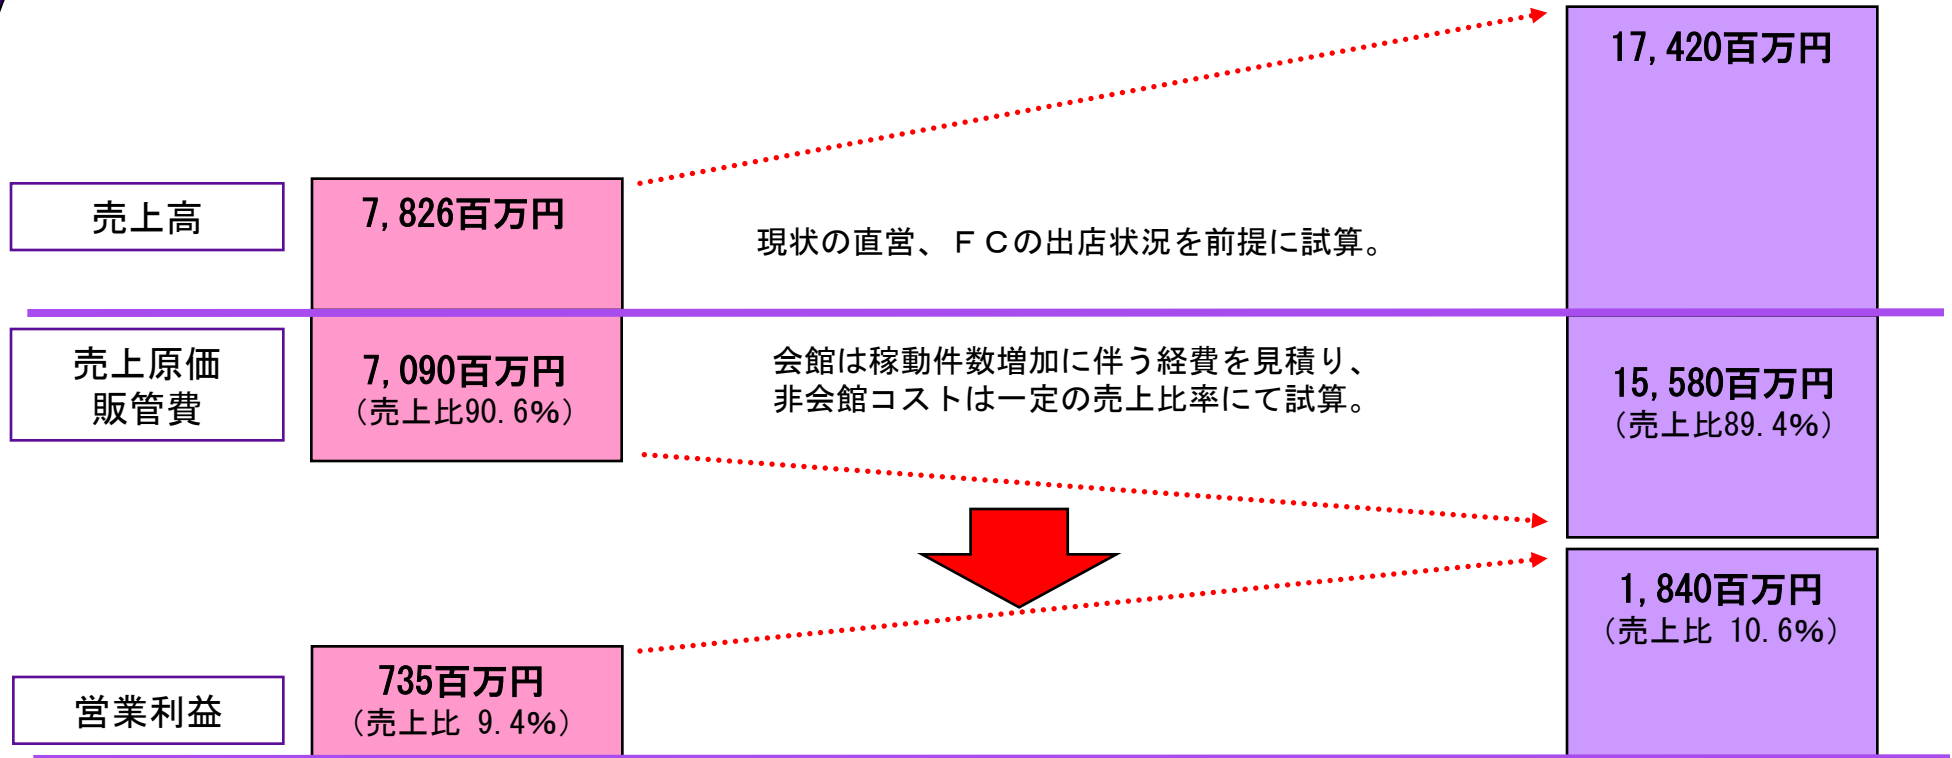 17,420百万円
売上高
7,826百万円
現状の直営、ＦＣの出店状況を前提に試算。
売上原価
販管費
7,090百万円
（売上比90.6％）
会館は稼動件数増加に伴う経費を見積り、
非会館コストは一定の売上比率にて試算。
15,580百万円
（売上比89.4％）
営業利益
735百万円
（売上比 9.4％）
1,840百万円
（売上比 10.6％）